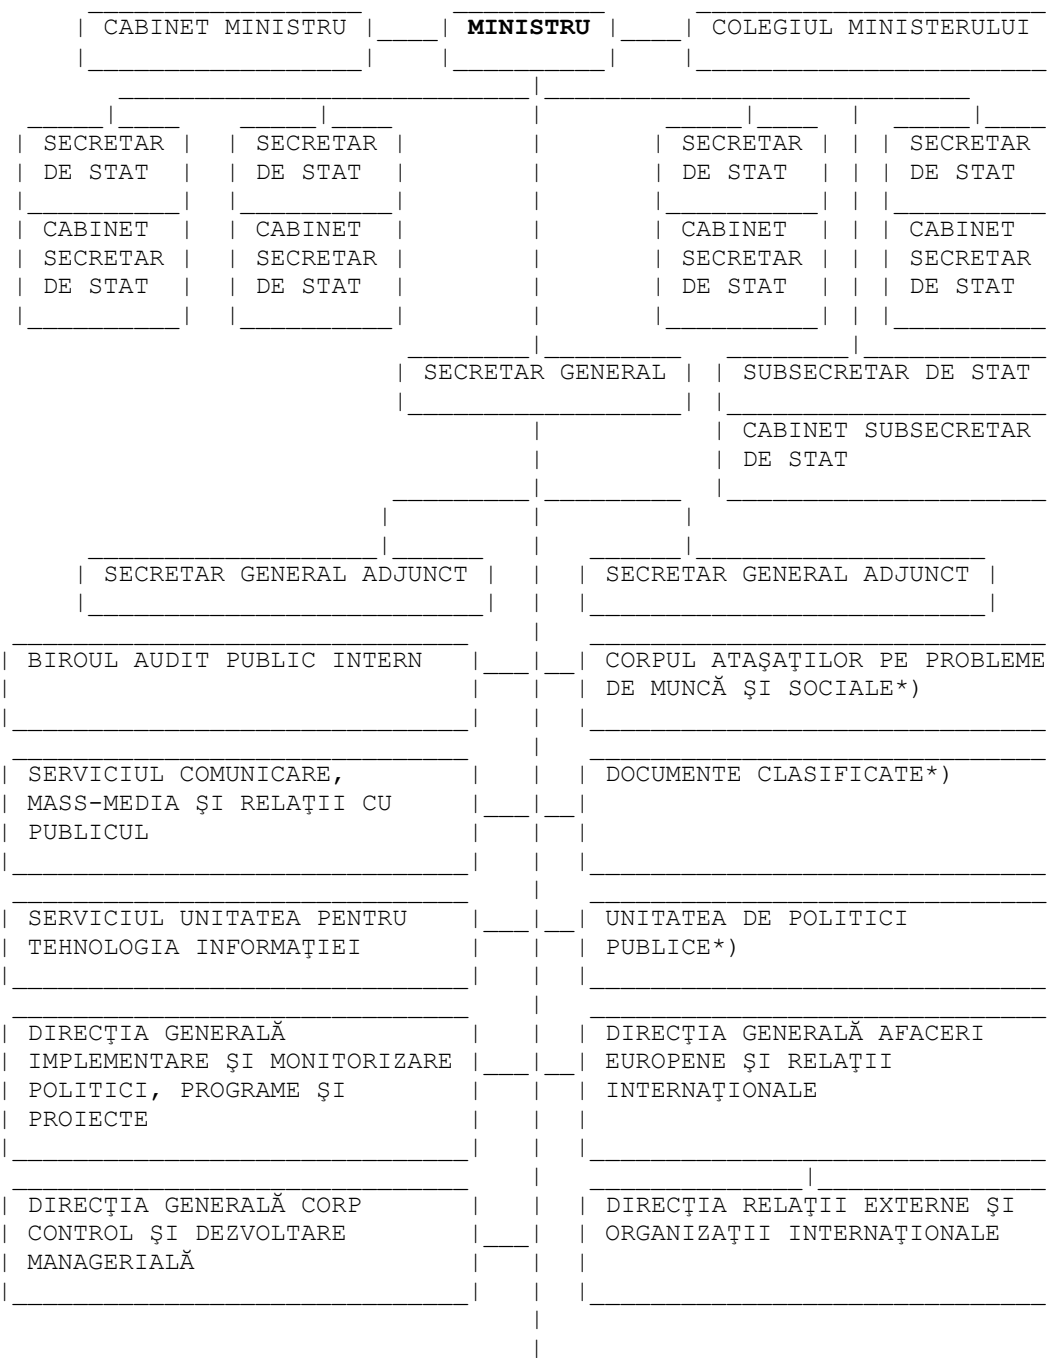 CABINET MINISTRU MINISTRU COLEGIUL MINISTERULUI
SECRETAR SECRETAR SECRETAR SECRETAR
DE STAT DE STAT DE STAT DE STAT
CABINET CABINET CABINET CABINET
SECRETAR SECRETAR SECRETAR SECRETAR
DE STAT DE STAT DE STAT DE STAT
SECRETAR GENERAL SUBSECRETAR DE STAT
CABINET SUBSECRETAR
DE STAT
SECRETAR GENERAL ADJUNCT SECRETAR GENERAL ADJUNCT
BIROUL AUDIT PUBLIC INTERN CORPUL ATAŞAŢILOR PE PROBLEME
DE MUNCĂ ŞI SOCIALE*)
SERVICIUL COMUNICARE, DOCUMENTE CLASIFICATE*)
MASS-MEDIA ŞI RELAŢII CU
PUBLICUL
SERVICIUL UNITATEA PENTRU UNITATEA DE POLITICI
TEHNOLOGIA INFORMAŢIEI PUBLICE*)
DIRECŢIA GENERALĂ DIRECŢIA GENERALĂ AFACERI
IMPLEMENTARE ŞI MONITORIZARE EUROPENE ŞI RELAŢII
POLITICI, PROGRAME ŞI INTERNAŢIONALE
PROIECTE
DIRECŢIA GENERALĂ CORP DIRECŢIA RELAŢII EXTERNE ŞI
CONTROL ŞI DEZVOLTARE ORGANIZAŢII INTERNAŢIONALE
MANAGERIALĂ